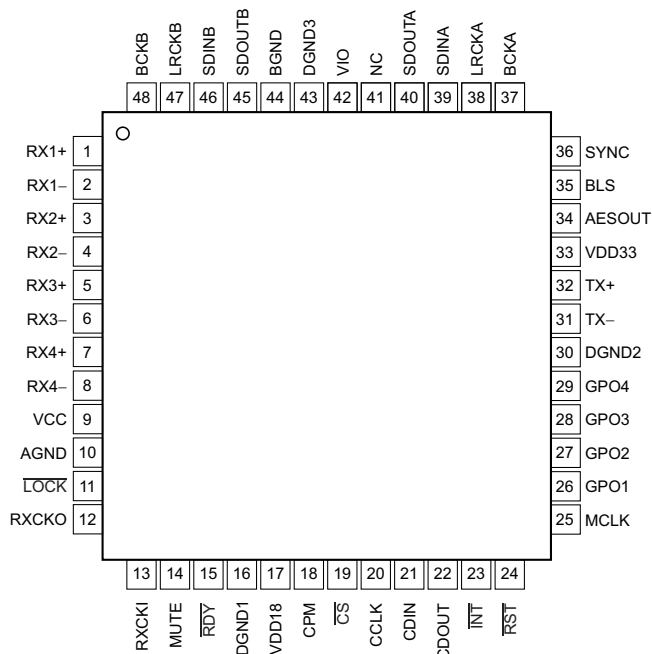 BCKB LRCKB SDINB SDOUTB BGND DGND3 VIO NC SDOUTA SDINA LRCKA BCKA
48 47 46 45 44 43 42 41 40 39 38 37
RX1+ 1 36 SYNC
RX1– 2 35 BLS
RX2+ 3 34 AESOUT
RX2- 4 33 VDD33
RX3+ 5 32 TX+
RX3– 6 31 TX–
RX4+ 7 30 DGND2
RX4– 8 29 GPO4
VCC 9 28 GPO3
AGND 10 27 GPO2
LOCK 11 26 GPO1
RXCKO 12 25 MCLK
13 14 15 16 17 18 19 20 21 22 23 24
RXCKI MUTE RDY DGND1 VDD18 CPM CS CCLK CDIN CDOUT INT RST